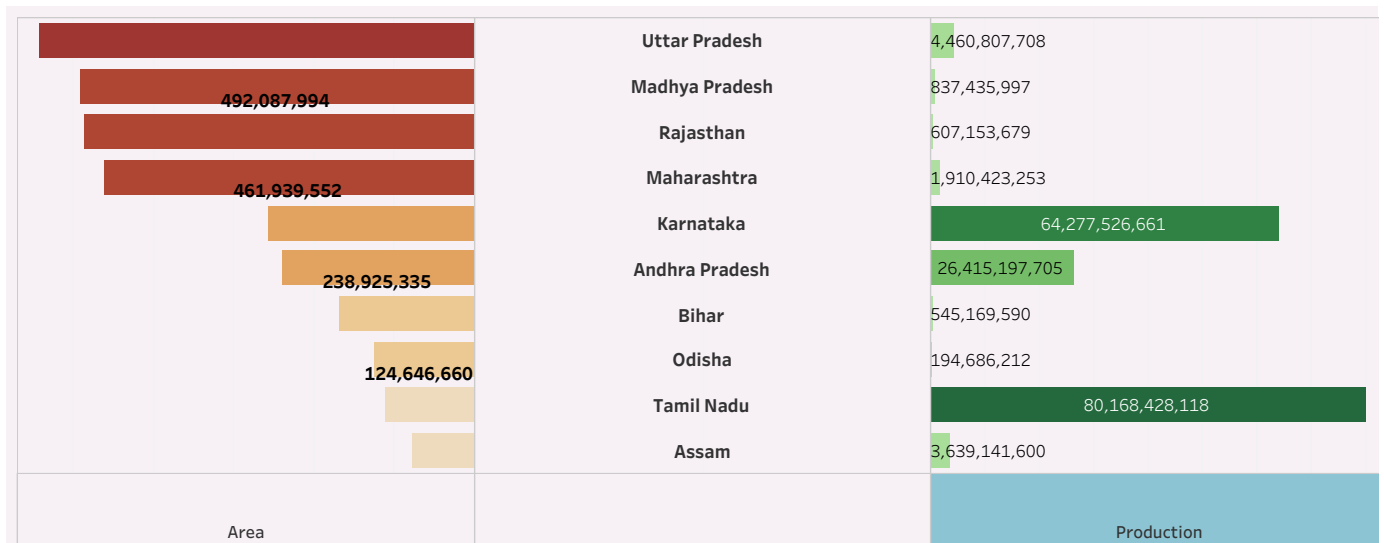 Uttar Pradesh 4,460,807,708
Madhya Pradesh 837,435,997
492,087,994
Rajasthan 607,153,679
Maharashtra 1,910,423,253
461,939,552
Karnataka 64,277,526,661
Andhra Pradesh 26,415,197,705
238,925,335
Bihar 545,169,590
Odisha 194,686,212
124,646,660
Tamil Nadu 80,168,428,118
Assam 3,639,141,600
Area Production